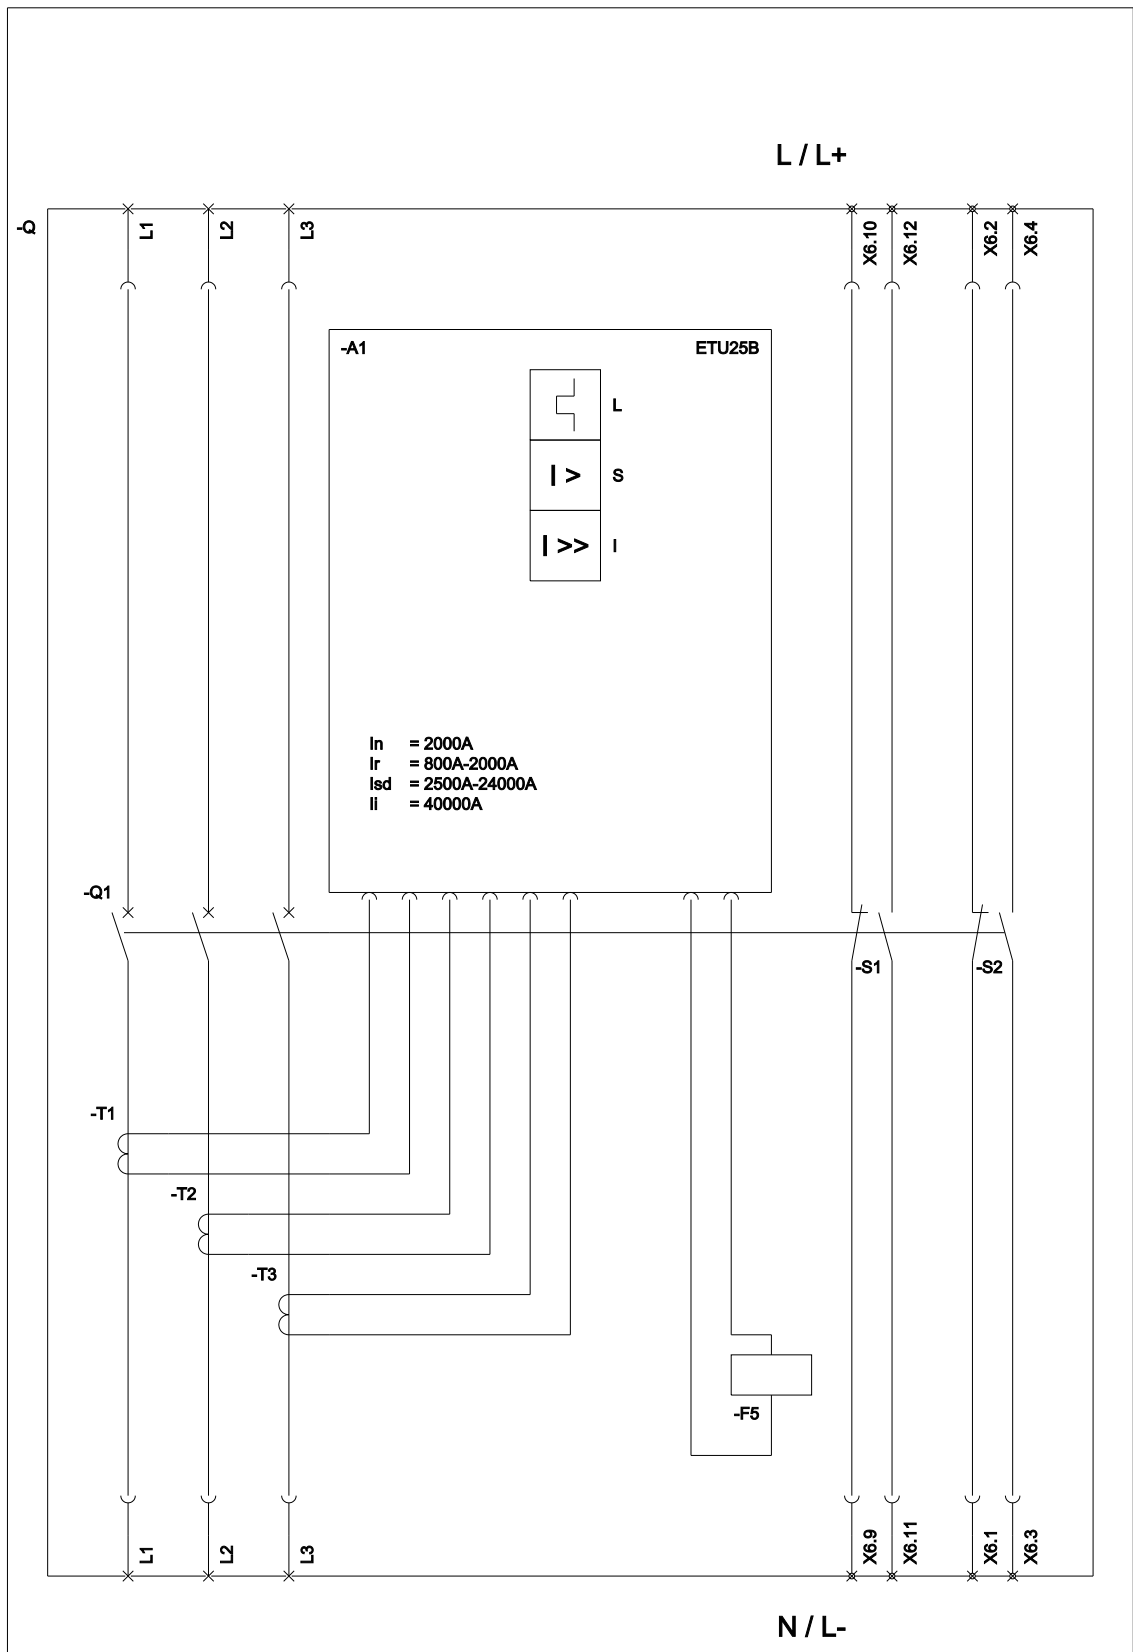 L / L+
-Q
L1
L2
L3
X6.10
X6.12
X6.2
X6.4
-A1
ETU25B
L
I >
S
I >>
I
In = 2000A
Ir = 800A-2000A
Isd = 2500A-24000A
Ii = 40000A
-Q1
-S1
-S2
-T1
-T2
-T3
-F5
L1
L2
L3
X6.9
X6.11
X6.1
X6.3
N / L-